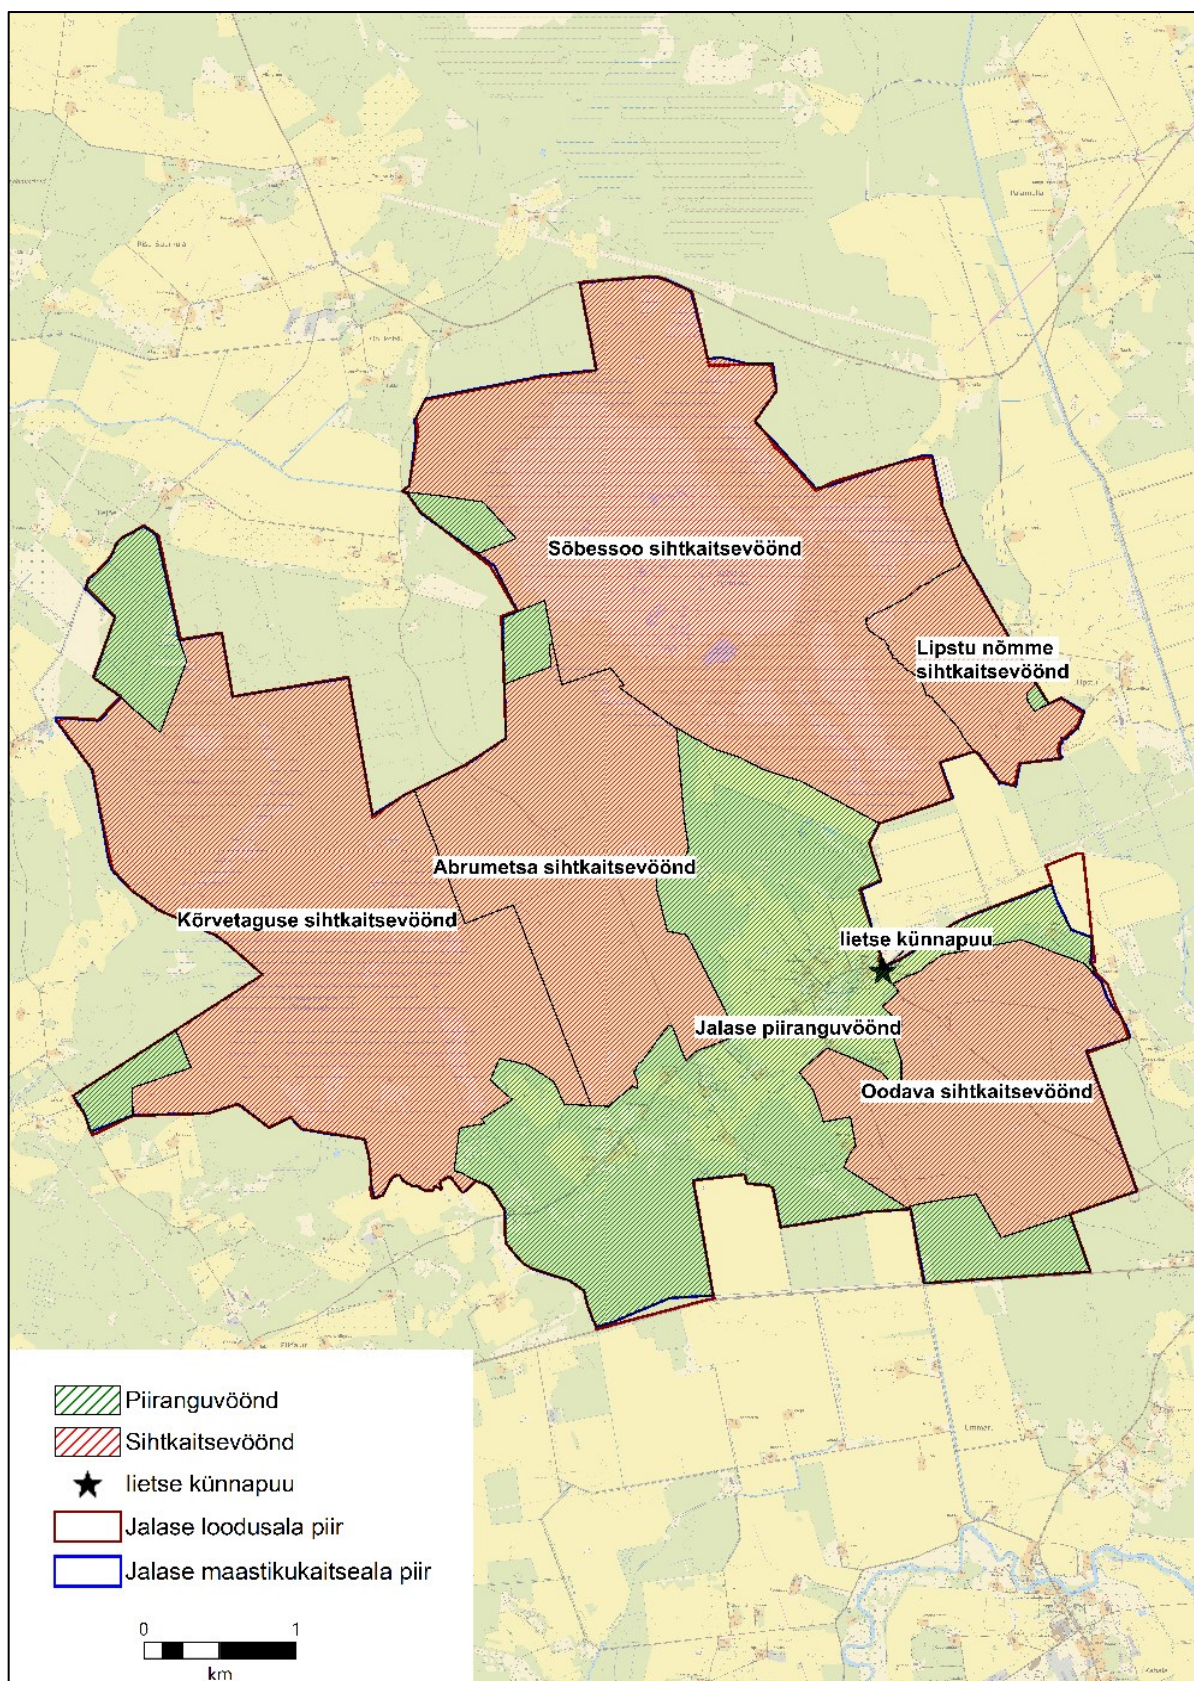 Sõbessoo sihtkaitsevöönd
Lipstu nõmme
sihtkaitsevöönd
Abrumetsa sihtkaitsevöönd
Kõrvetaguse sihtkaitsevöönd
Iietse künnapuu
Jalase piiranguvöönd
Oodava sihtkaitsevöönd
Piiranguvöönd
Sihtkaitsevöönd
Iietse künnapuu
Jalase loodusala piir
Jalase maastikukaitseala piir
0 1
km